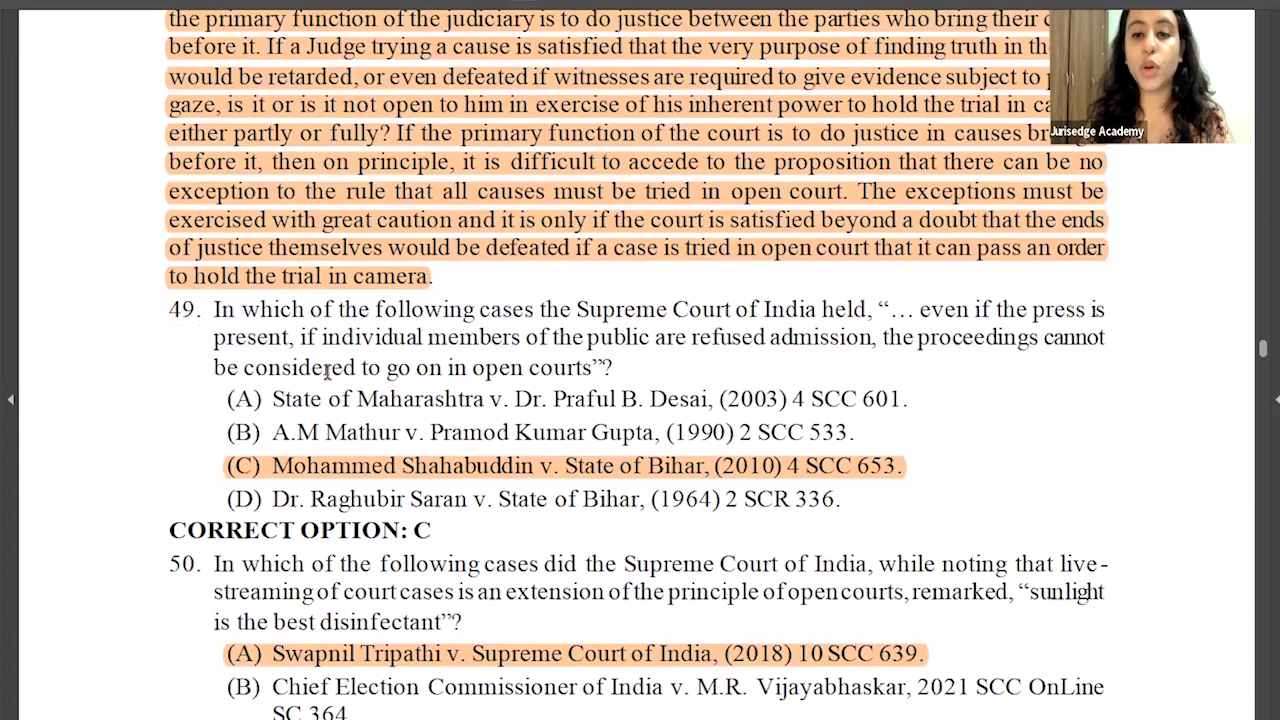 the primary function of the judiciary is to do justice between the parties who bring their
before it. If a Judge trying a cause is satisfied that the very purpose of finding truth in
would be retarded, or even defeated if witnesses are required to give evidence subject to
gaze, is it or is it not open to him in exercise of his inherent power to hold the trial in
either partly or fully? If the primary function of the court is to do justice in causes
before it, then on principle, it is difficult to accede to the proposition that there can be no
exception to the rule that all causes must be tried in open court. The exceptions must be
exercised with great caution and it is only if the court is satisfied beyond a doubt that the ends
of justice themselves would be defeated if a case is tried in open court that it can pass an order
to hold the trial in camera.
Jurisedge Academy
49. In which of the following cases the Supreme Court of India held, “… even if the press is
present, if individual members of the public are refused admission, the proceedings cannot
be considered to go on in open courts”?
(A) State of Maharashtra v. Dr. Praful B. Desai, (2003) 4 SCC 601.
(B) A.M Mathur v. Pramod Kumar Gupta, (1990) 2 SCC 533.
(C) Mohammed Shahabuddin v. State of Bihar, (2010) 4 SCC 653.
(D) Dr. Raghubir Saran v. State of Bihar, (1964) 2 SCR 336.
CORRECT OPTION: C
50. In which of the following cases did the Supreme Court of India, while noting that live-
streaming of court cases is an extension of the principle of open courts, remarked, “sunlight
is the best disinfectant”?
(A) Swapnil Tripathi v. Supreme Court of India, (2018) 10 SCC 639.
(B) Chief Election Commissioner of India v. M.R. Vijayabhaskar, 2021 SCC OnLine
SC 364